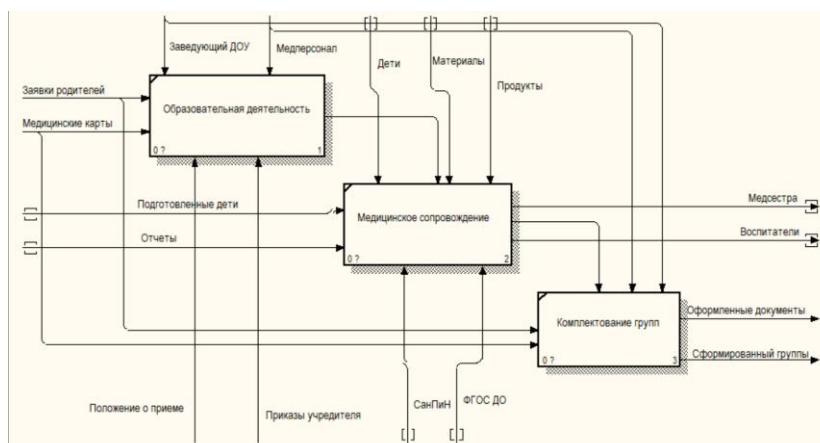 Заведующий ДОУ
Медперсонал
Дети
Материалы
Продукты
Заявки родителей
Медицинские карты
Образовательная деятельность
0 ?
1
Подготовленные дети
Отчеты
Медицинское сопровождение
0 ?
2
Медсестра
Воспитатели
Комплектование групп
0 ?
3
Оформленные документы
Сформированный группы
Положение о приеме
Приказы учредителя
СанПиН
ФГОС ДО